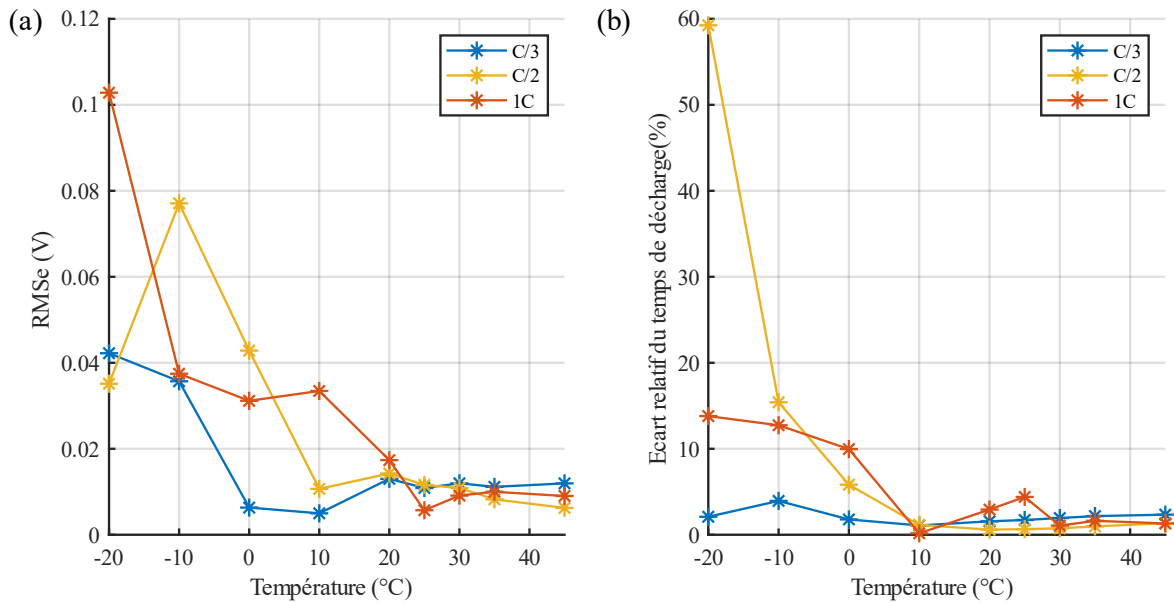 (a)
RMSe (V)
0.12
0.1
0.08
0.06
0.04
0.02
0
-20 -10 0 10 20 30 40
Température (°C)
C/3
C/2
1C
(b)
Ecart relatif du temps de décharge(%)
60
50
40
30
20
10
0
-20 -10 0 10 20 30 40
Température (°C)
C/3
C/2
1C